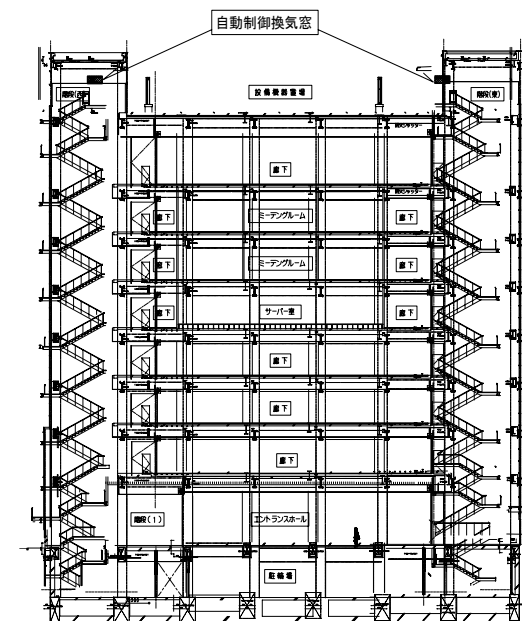 自動制御換気窓
階段(西)
設備機器置場
階段(東)
廊下
廊下
ミーテングルーム
廊下
廊下
ミーテングルーム
廊下
廊下
サーバー室
廊下
廊下
廊下
廊下
階段(1)
エントランスホール
駐輪場